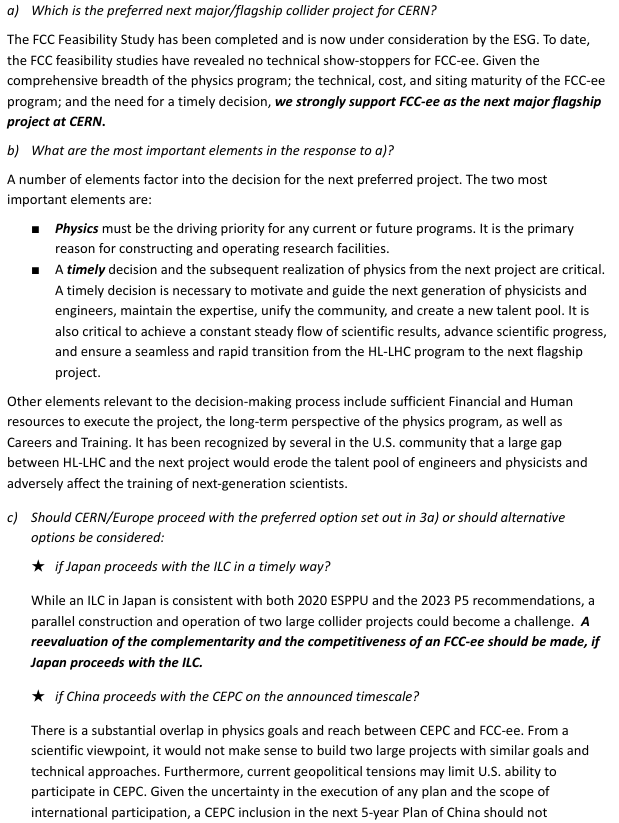 a) Which is the preferred next major/flagship collider project for CERN?
The FCC Feasibility Study has been completed and is now under consideration by the ESG. To date,
the FCC feasibility studies have revealed no technical show-stoppers for FCC-ee. Given the
comprehensive breadth of the physics program; the technical, cost, and siting maturity of the FCC-ee
program; and the need for a timely decision, we strongly support FCC-ee as the next major flagship
project at CERN.
b) What are the most important elements in the response to a)?
A number of elements factor into the decision for the next preferred project. The two most
important elements are:
■ Physics must be the driving priority for any current or future programs. It is the primary
reason for constructing and operating research facilities.
■ A timely decision and the subsequent realization of physics from the next project are critical.
A timely decision is necessary to motivate and guide the next generation of physicists and
engineers, maintain the expertise, unify the community, and create a new talent pool. It is
also critical to achieve a constant steady flow of scientific results, advance scientific progress,
and ensure a seamless and rapid transition from the HL-LHC program to the next flagship
project.
Other elements relevant to the decision-making process include sufficient Financial and Human
resources to execute the project, the long-term perspective of the physics program, as well as
Careers and Training. It has been recognized by several in the U.S. community that a large gap
between HL-LHC and the next project would erode the talent pool of engineers and physicists and
adversely affect the training of next-generation scientists.
c) Should CERN/Europe proceed with the preferred option set out in 3a) or should alternative
options be considered:
★ if Japan proceeds with the ILC in a timely way?
While an ILC in Japan is consistent with both 2020 ESPPU and the 2023 P5 recommendations, a
parallel construction and operation of two large collider projects could become a challenge. A
reevaluation of the complementarity and the competitiveness of an FCC-ee should be made, if
Japan proceeds with the ILC.
★ if China proceeds with the CEPC on the announced timescale?
There is a substantial overlap in physics goals and reach between CEPC and FCC-ee. From a
scientific viewpoint, it would not make sense to build two large projects with similar goals and
technical approaches. Furthermore, current geopolitical tensions may limit U.S. ability to
participate in CEPC. Given the uncertainty in the execution of any plan and the scope of
international participation, a CEPC inclusion in the next 5-year Plan of China should not